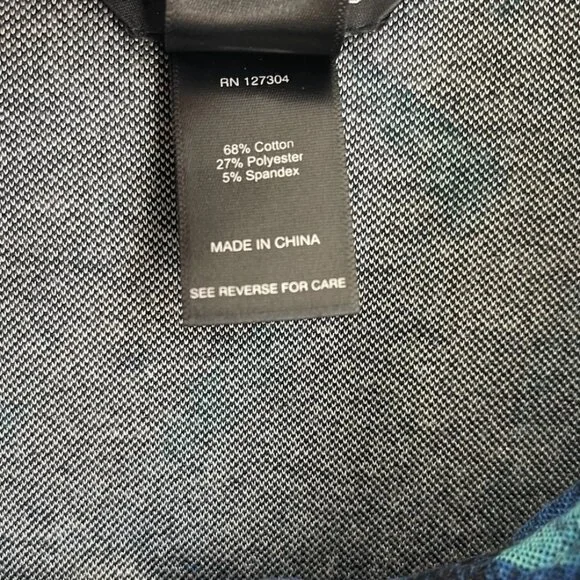 RN 127304
68% Cotton
27% Polyester
5% Spandex
MADE IN CHINA
SEE REVERSE FOR CARE